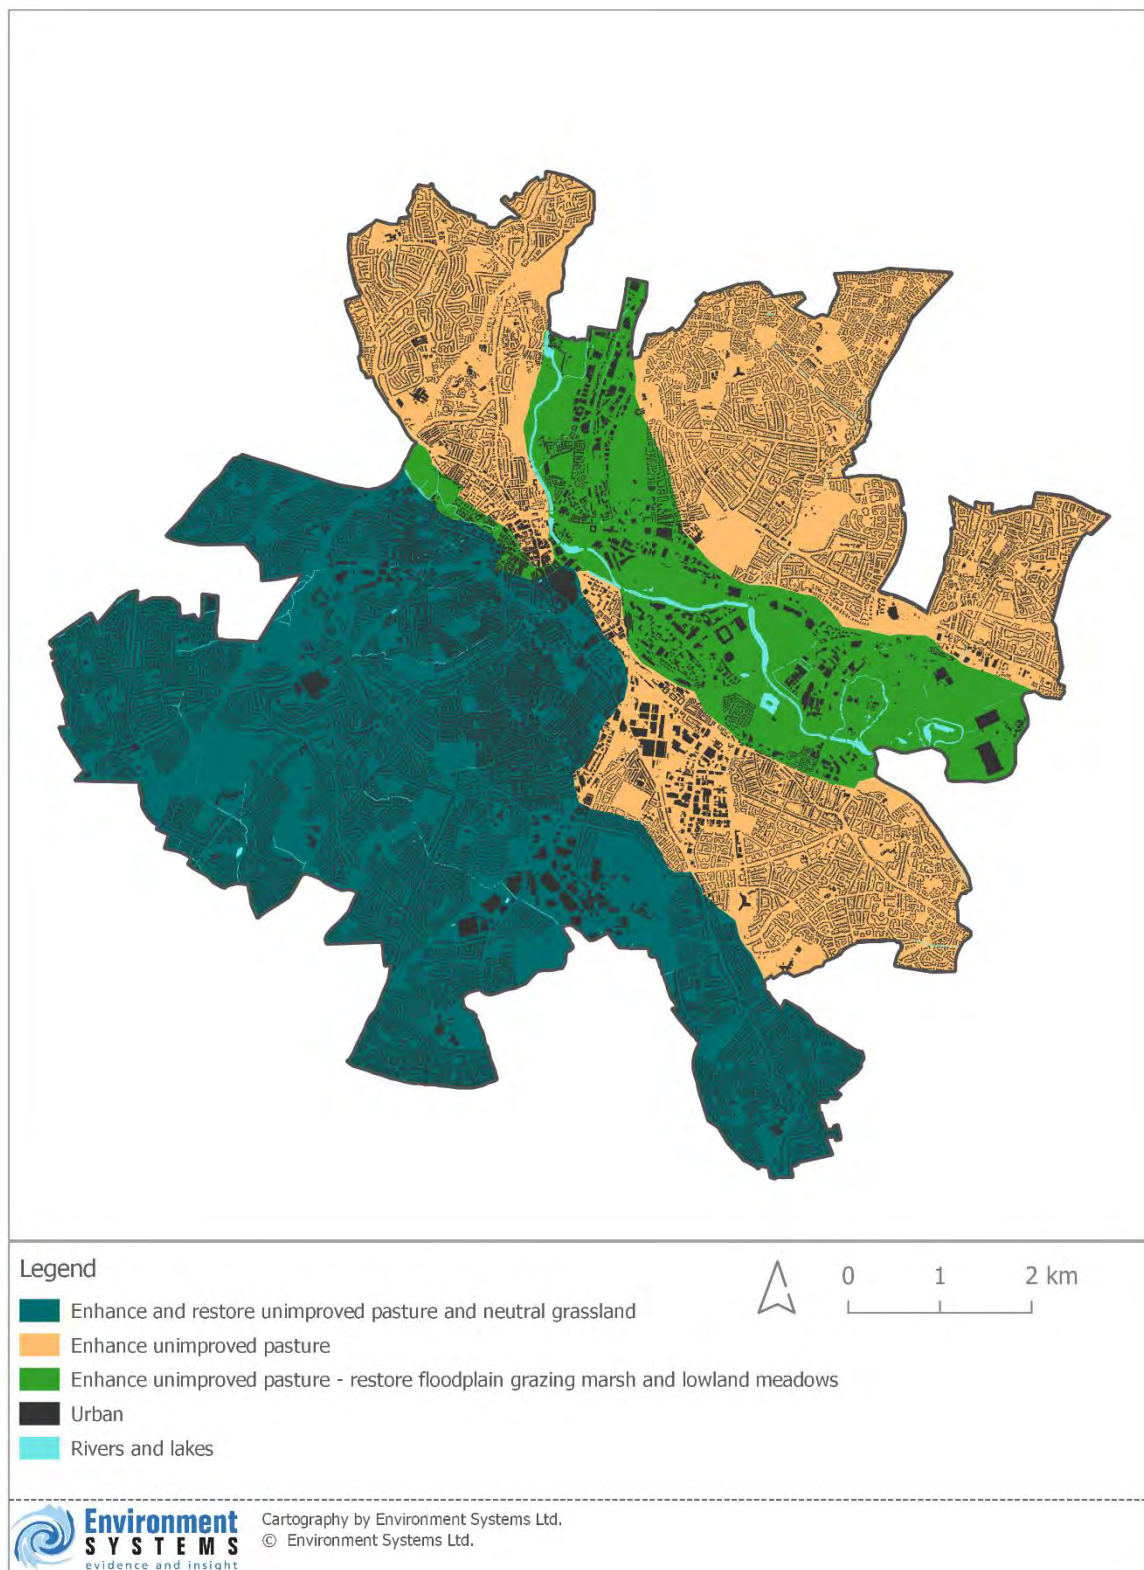 Legend
0 1 2 km
Enhance and restore unimproved pasture and neutral grassland
Enhance unimproved pasture
Enhance unimproved pasture - restore floodplain grazing marsh and lowland meadows
Urban
Rivers and lakes
Environment
SYSTEMS
evidence and insight
Cartography by Environment Systems Ltd.
© Environment Systems Ltd.